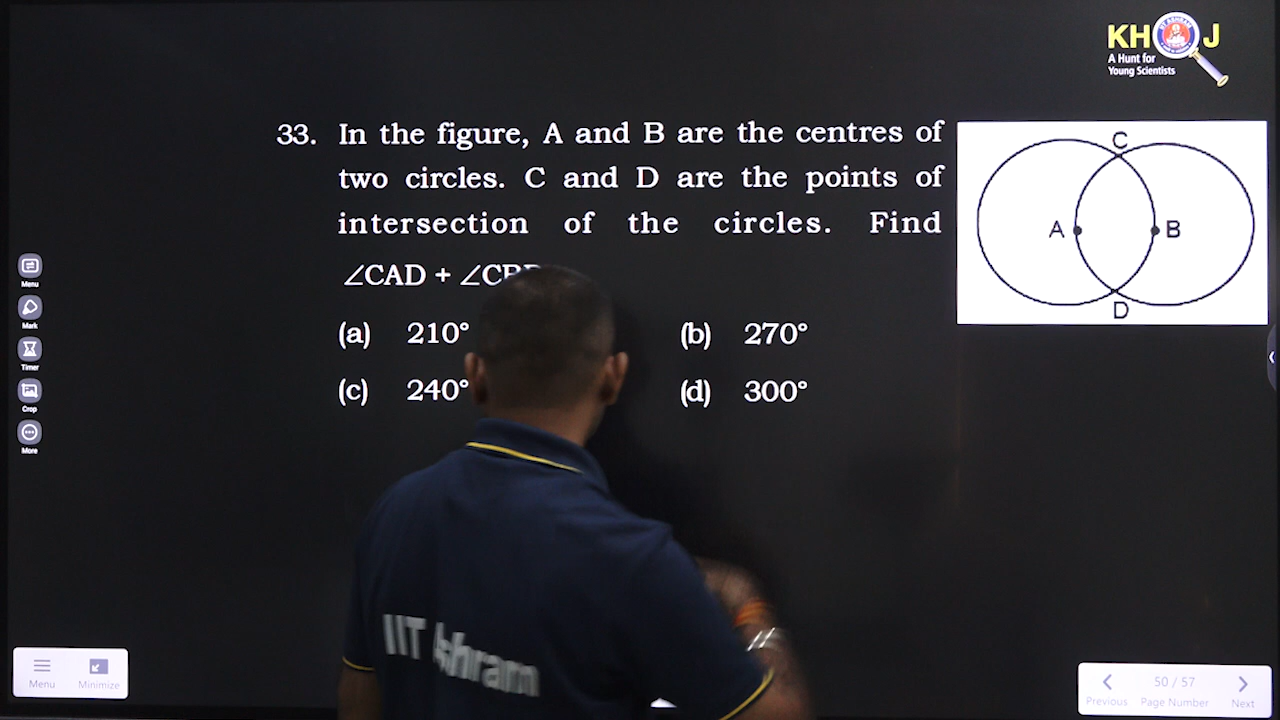 KH J
A Hunt for
Young Scientists
33. In the figure, A and B are the centres of
two circles. C and D are the points of
intersection of the circles. Find
∠CAD +
(a) 210° (b) 270°
(c) 240° (d) 300°
C
A B
D
Menu
Mark
Timer
Crop
More
IIT Ashram
Menu Minimize
50 / 57
Previous Page Number Next